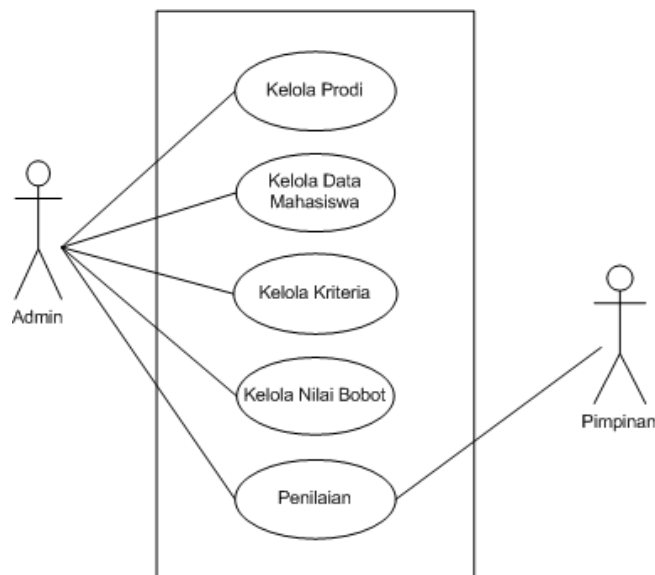 Kelola Prodi
Kelola Data
Mahasiswa
Kelola Kriteria
Admin
Kelola Nilai Bobot
Pimpinan
Penilaian